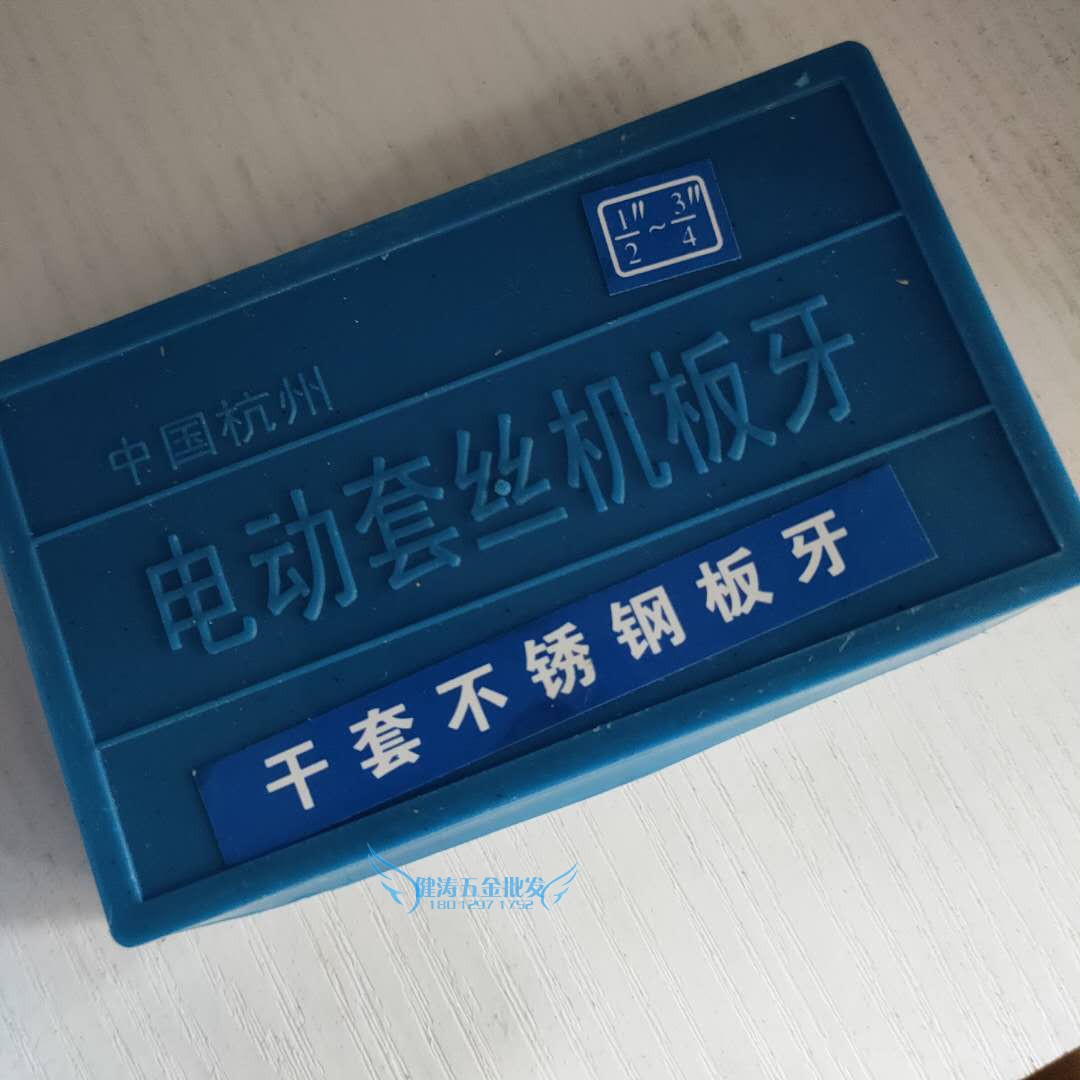 1/2"~3/4"
中国杭州
电动套丝机板牙
干套不锈钢板牙
健涛五金批发
18012971752